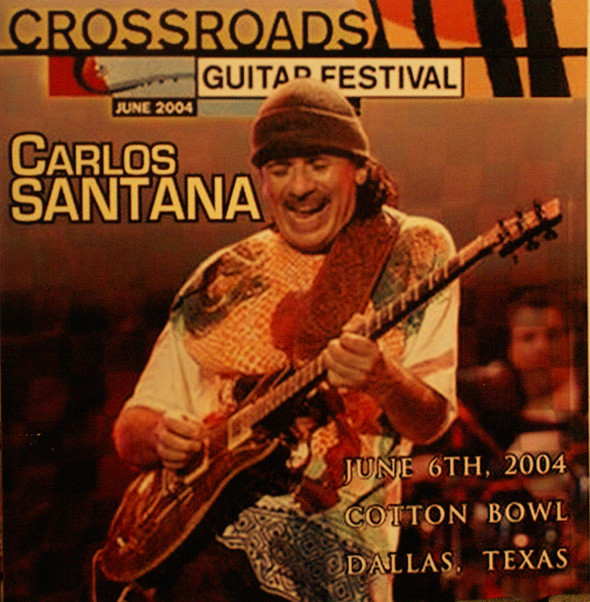 CROSSROADS
GUITAR FESTIVAL
JUNE 2004
CARLOS
SANTANA
JUNE 6TH, 2004
COTTON BOWL
DALLAS, TEXAS